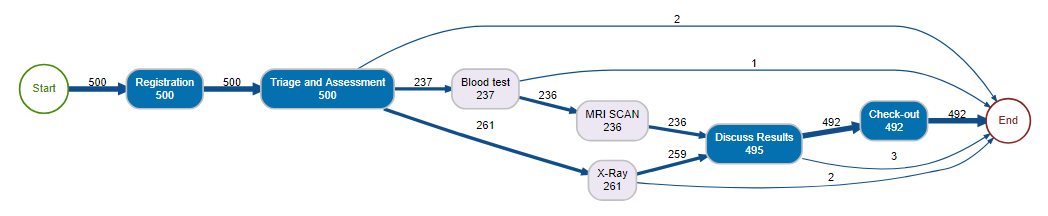 Start
500
Registration
500
500
Triage and Assessment
500
2
237
Blood test
237
1
236
MRI SCAN
236
261
X-Ray
261
236
259
Discuss Results
495
492
Check-out
492
492
3
2
End